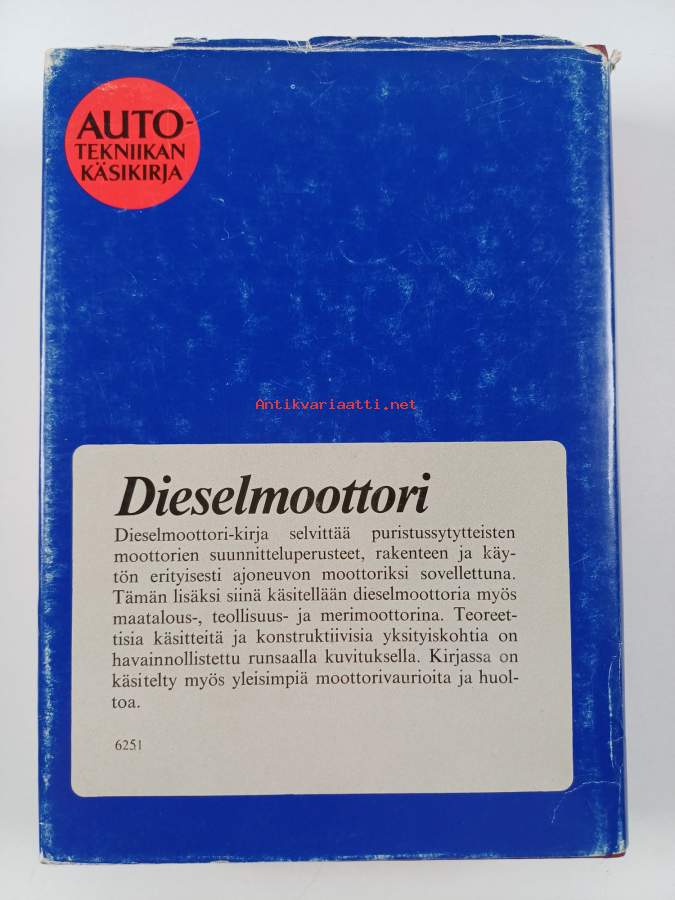 AUTO-
TEKNIIKAN
KÄSIKIRJA
Antikvariaatti.net
Dieselmoottori
Dieselmoottori-kirja selvittää puristussytytteisten
moottorien suunnitteluperusteet, rakenteen ja käy-
tön erityisesti ajoneuvon moottoriksi sovellettuna.
Tämän lisäksi siinä käsitellään dieselmoottoria myös
maatalous-, teollisuus- ja merimoottorina. Teoreet-
tisia käsitteitä ja konstruktiivisia yksityiskohtia on
havainnollistettu runsaalla kuvituksella. Kirjassa on
käsitelty myös yleisimpiä moottorivaurioita ja huol-
toa.
6251